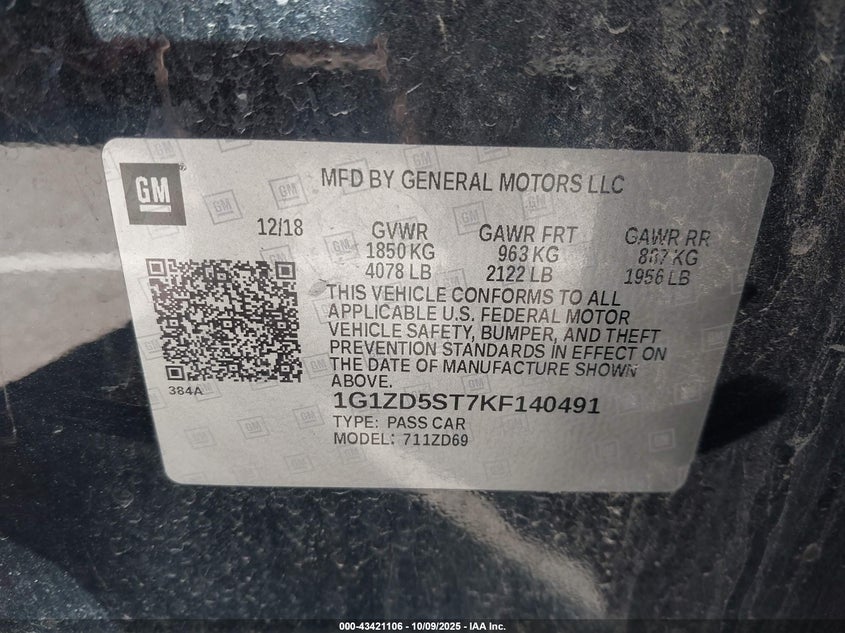 GM
MFD BY GENERAL MOTORS LLC
12/18 GVWR GAWR FRT GAWR RR
1850 KG 963 KG 887 KG
4078 LB 2122 LB 1956 LB
THIS VEHICLE CONFORMS TO ALL
APPLICABLE U.S. FEDERAL MOTOR
VEHICLE SAFETY, BUMPER, AND THEFT
PREVENTION STANDARDS IN EFFECT ON
THE DATE OF MANUFACTURE SHOWN
ABOVE.
384A
1G1ZD5ST7KF140491
TYPE: PASS CAR
MODEL: 711ZD69
000-43421106 - 10/09/2025 - IAA Inc.